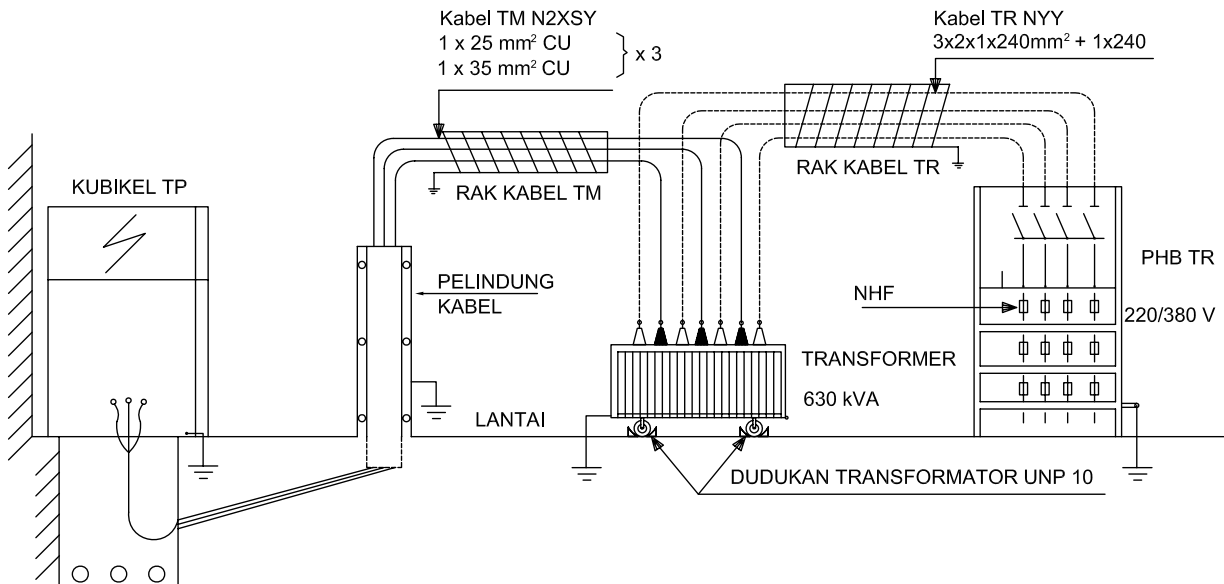 Kabel TM N2XSY
1 x 25 mm² CU
1 x 35 mm² CU
x 3
Kabel TR NYY
3x2x1x240mm² + 1x240
RAK KABEL TM
RAK KABEL TR
KUBIKEL TP
PELINDUNG
KABEL
NHF
PHB TR
220/380 V
TRANSFORMER
630 kVA
LANTAI
DUDUKAN TRANSFORMATOR UNP 10